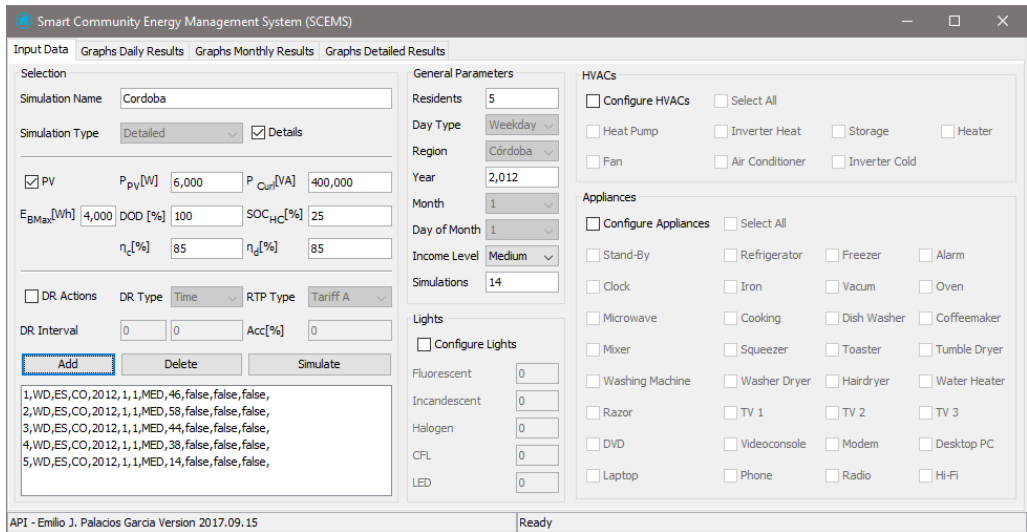 Smart Community Energy Management System (SCEMS)
Input Data Graphs Daily Results Graphs Monthly Results Graphs Detailed Results
Selection
Simulation Name Cordoba
Simulation Type Detailed Details
PV P PV[W] 6,000 P Curl[VA] 400,000
E BMax[Wh] 4,000 DOD [%] 100 SOC HC[%] 25
η c[%] 85 η d[%] 85
DR Actions DR Type Time RTP Type Tariff A
DR Interval 0 0 Acc[%] 0
Add Delete Simulate
1,WD,ES,CO,2012,1,1,MED,46,false,false,false,
2,WD,ES,CO,2012,1,1,MED,58,false,false,false,
3,WD,ES,CO,2012,1,1,MED,44,false,false,false,
4,WD,ES,CO,2012,1,1,MED,38,false,false,false,
5,WD,ES,CO,2012,1,1,MED,14,false,false,false,
General Parameters
Residents 5
Day Type Weekday
Region Córdoba
Year 2,012
Month 1
Day of Month 1
Income Level Medium
Simulations 14
Lights
Configure Lights
Fluorescent 0
Incandescent 0
Halogen 0
CFL 0
LED 0
HVACs
Configure HVACs Select All
Heat Pump Inverter Heat Storage Heater
Fan Air Conditioner Inverter Cold
Appliances
Configure Appliances Select All
Stand-By Refrigerator Freezer Alarm
Clock Iron Vacum Oven
Microwave Cooking Dish Washer Coffeemaker
Mixer Squeezer Toaster Tumble Dryer
Washing Machine Washer Dryer Hairdryer Water Heater
Razor TV 1 TV 2 TV 3
DVD Videoconsole Modem Desktop PC
Laptop Phone Radio Hi-Fi
API - Emilio J. Palacios Garcia Version 2017.09.15 Ready